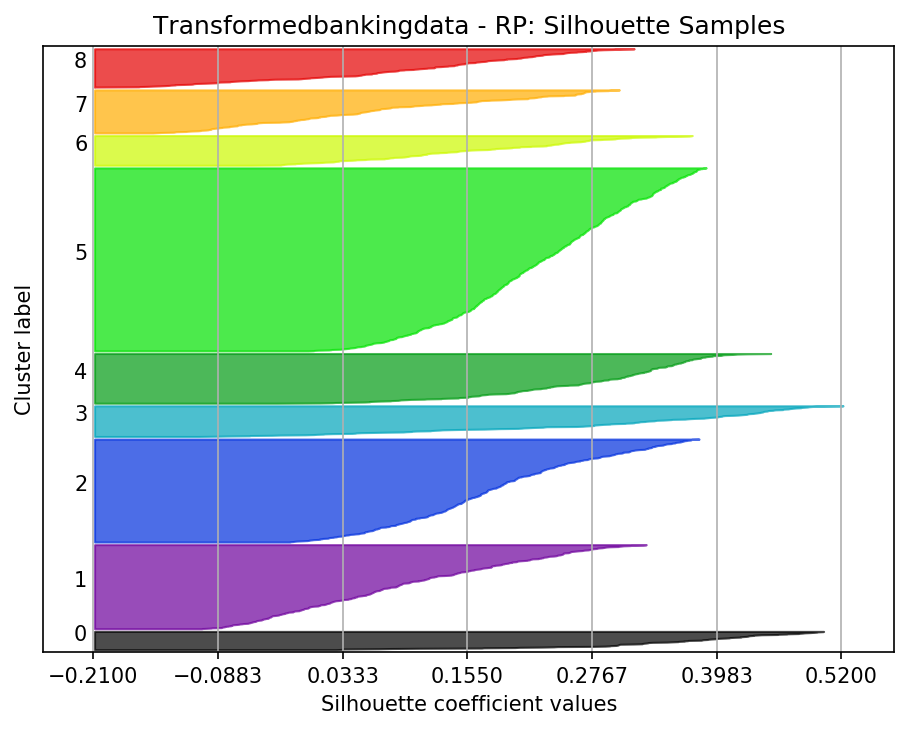 Transformedbankingdata - RP: Silhouette Samples
Cluster label
8
7
6
5
4
3
2
1
0
−0.2100 −0.0883 0.0333 0.1550 0.2767 0.3983 0.5200
Silhouette coefficient values